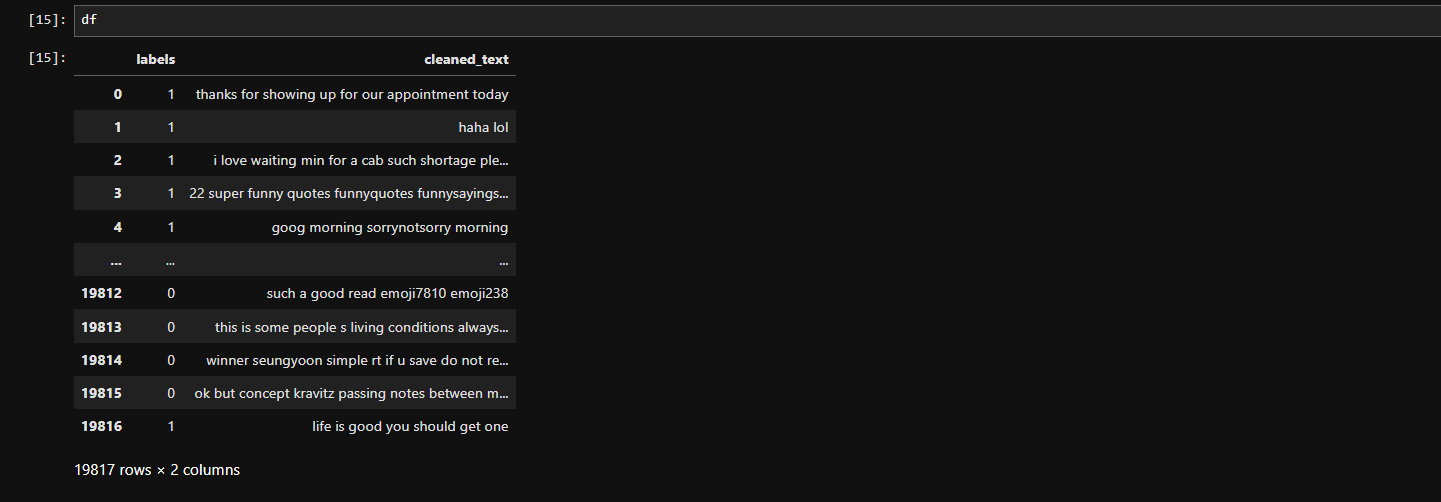 [15]: df
[15]:
labels cleaned_text
0 1 thanks for showing up for our appointment today
1 1 haha lol
2 1 i love waiting min for a cab such shortage ple...
3 1 22 super funny quotes funnyquotes funnysayings...
4 1 goog morning sorrynotsorry morning
... ... ...
19812 0 such a good read emoji7810 emoji238
19813 0 this is some people s living conditions always...
19814 0 winner seungyoon simple rt if u save do not re...
19815 0 ok but concept kravitz passing notes between m...
19816 1 life is good you should get one
19817 rows × 2 columns